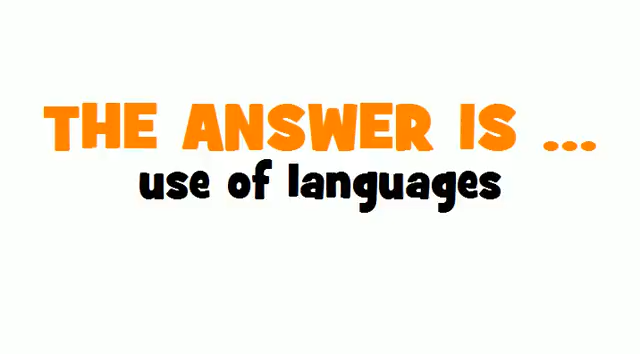 THE ANSWER IS ...
use of languages